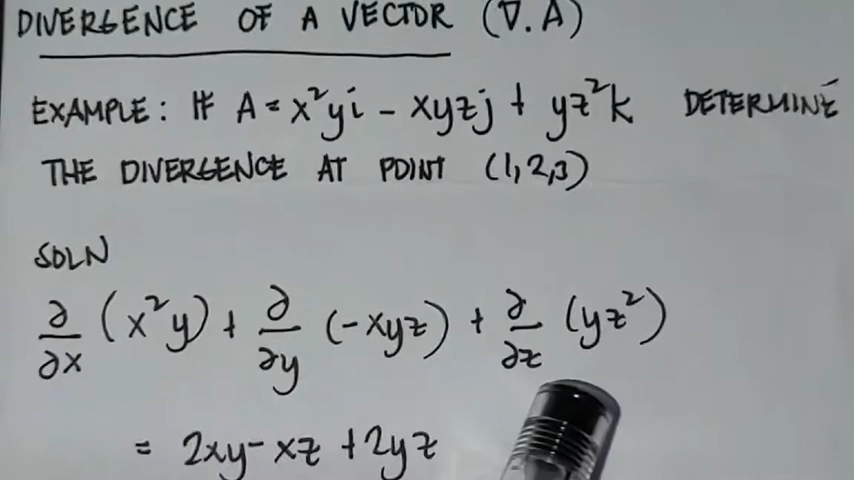 DIVERGENCE OF A VECTOR (∇.A)
EXAMPLE: If A = x²yi - xyzj + yz²k DETERMINE
THE DIVERGENCE AT POINT (1,2,3)
SOLN
∂/∂x (x²y) + ∂/∂y (-xyz) + ∂/∂z (yz²)
= 2xy - xz + 2yz